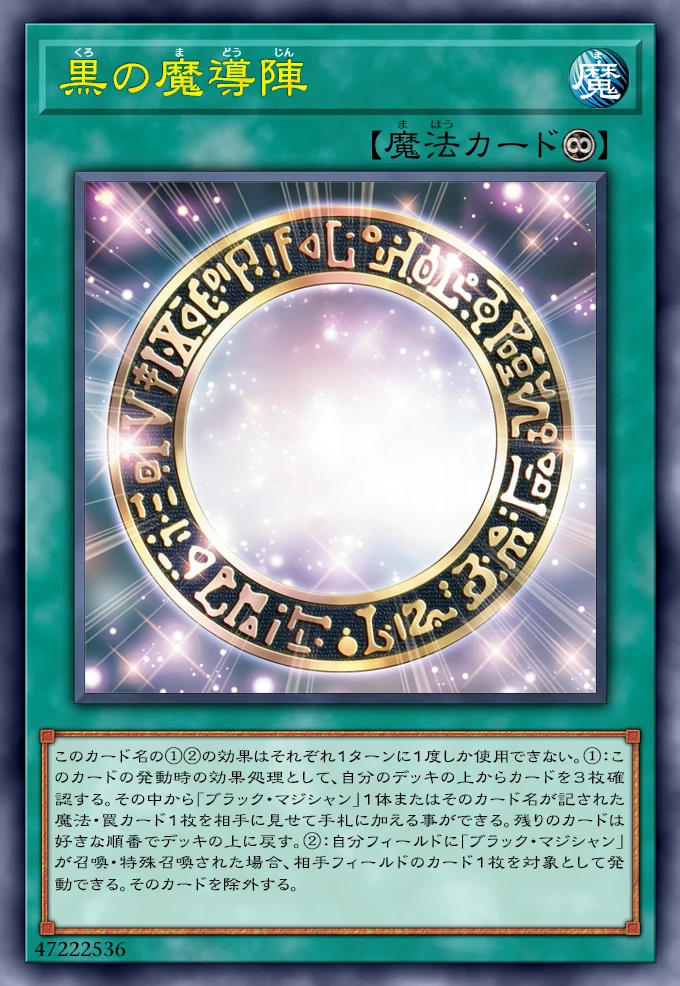 くろ ま どう じん
黒の魔導陣
ま
魔
ま ほう
【魔法カード】
このカード名の①②の効果はそれぞれ1ターンに1度しか使用できない。①:こ
のカードの発動時の効果処理として、自分のデッキの上からカードを3枚確
認する。その中から「ブラック・マジシャン」1体またはそのカード名が記された
魔法・罠カード1枚を相手に見せて手札に加える事ができる。残りのカードは
好きな順番でデッキの上に戻す。②:自分フィールドに「ブラック・マジシャン」
が召喚・特殊召喚された場合、相手フィールドのカード1枚を対象として発
動できる。そのカードを除外する。
47222536